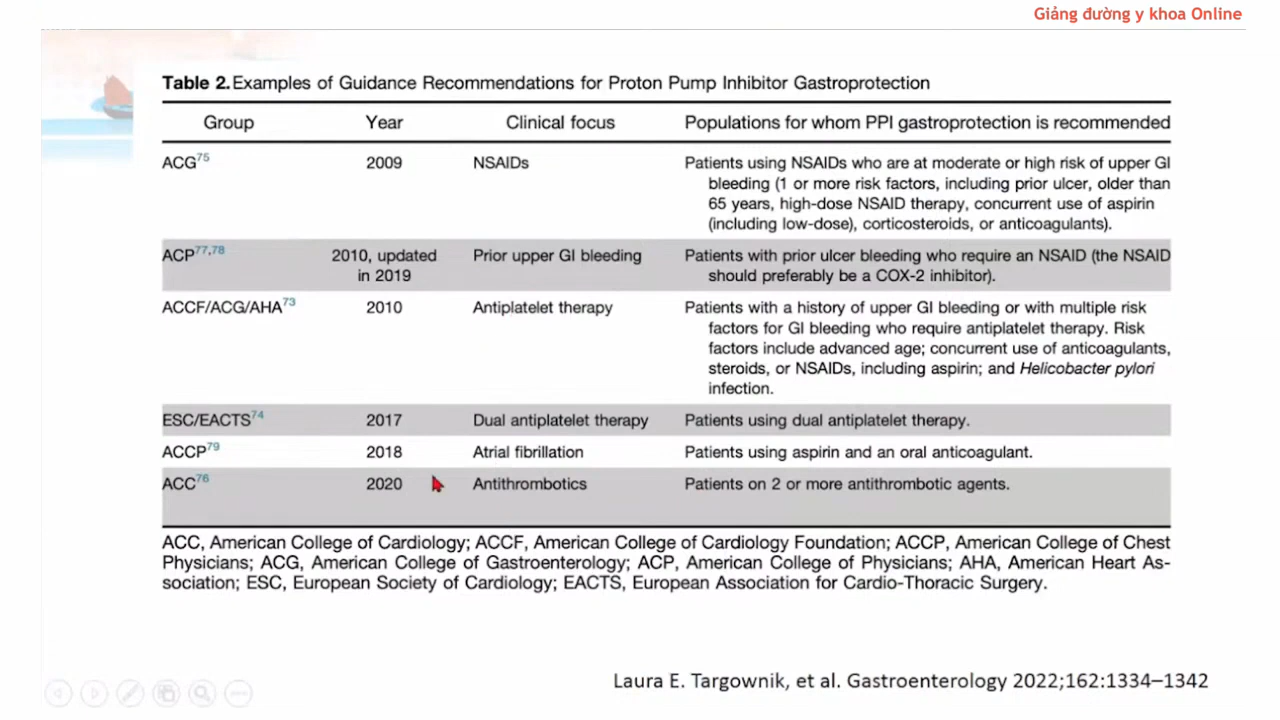 Giảng đường y khoa Online
Table 2. Examples of Guidance Recommendations for Proton Pump Inhibitor Gastroprotection
Group Year Clinical focus Populations for whom PPI gastroprotection is recommended
ACG75 2009 NSAIDs Patients using NSAIDs who are at moderate or high risk of upper GI
bleeding (1 or more risk factors, including prior ulcer, older than
65 years, high-dose NSAID therapy, concurrent use of aspirin
(including low-dose), corticosteroids, or anticoagulants).
ACP77,78 2010, updated Prior upper GI bleeding Patients with prior ulcer bleeding who require an NSAID (the NSAID
in 2019 should preferably be a COX-2 inhibitor).
ACCF/ACG/AHA73 2010 Antiplatelet therapy Patients with a history of upper GI bleeding or with multiple risk
factors for GI bleeding who require antiplatelet therapy. Risk
factors include advanced age; concurrent use of anticoagulants,
steroids, or NSAIDs, including aspirin; and Helicobacter pylori
infection.
ESC/EACTS74 2017 Dual antiplatelet therapy Patients using dual antiplatelet therapy.
ACCP79 2018 Atrial fibrillation Patients using aspirin and an oral anticoagulant.
ACC76 2020 Antithrombotics Patients on 2 or more antithrombotic agents.
ACC, American College of Cardiology; ACCF, American College of Cardiology Foundation; ACCP, American College of Chest
Physicians; ACG, American College of Gastroenterology; ACP, American College of Physicians; AHA, American Heart As-
sociation; ESC, European Society of Cardiology; EACTS, European Association for Cardio-Thoracic Surgery.
Laura E. Targownik, et al. Gastroenterology 2022;162:1334–1342